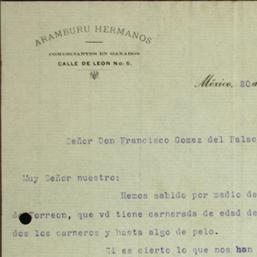 ARAMBURU HERMANOS
COMERCIANTES EN GANADOS
CALLE DE LEON No. 5.
México, 20
Señor Don Francisco Gomez del Palac
Muy Señor nuestro:
Hemos sabido por medio de
de Torreon, que vd tiene carnerada de edad de
dos los carneros y hasta algo de pelo.
Si es cierto lo que nos han